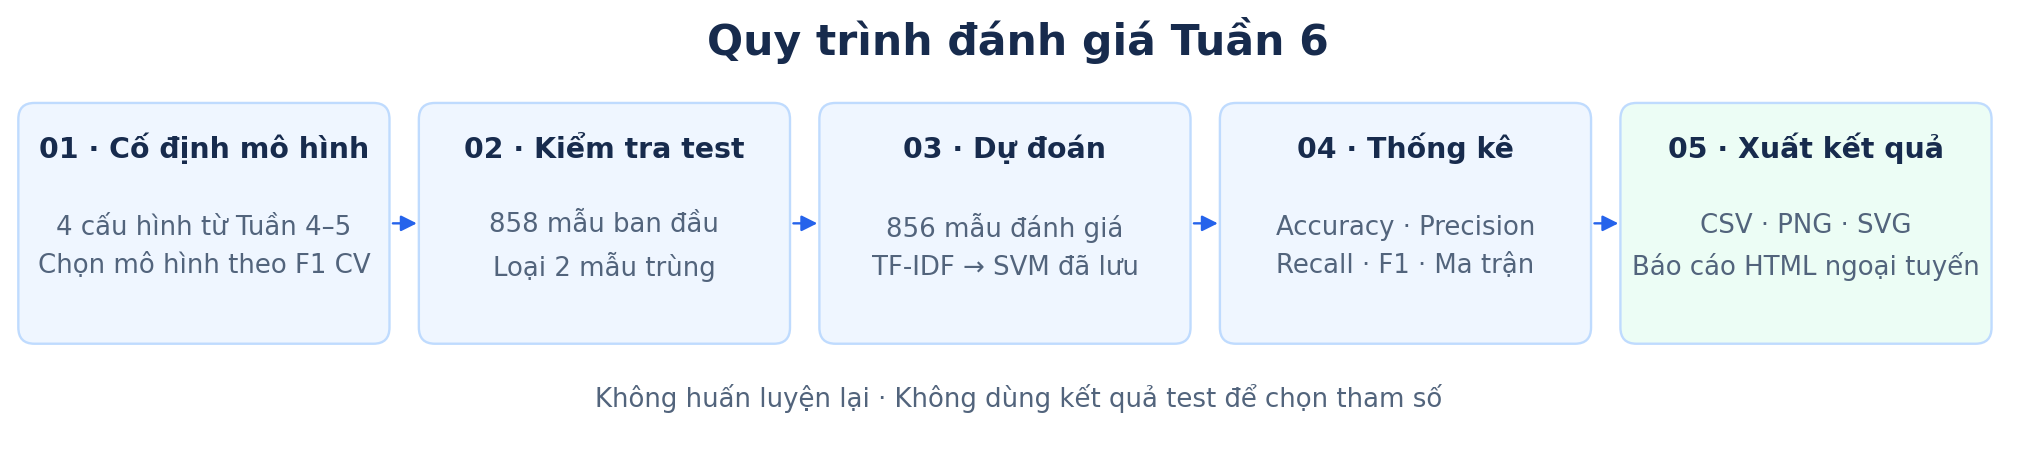 Quy trình đánh giá Tuần 6
01 · Cố định mô hình
4 cấu hình từ Tuần 4–5
Chọn mô hình theo F1 CV
02 · Kiểm tra test
858 mẫu ban đầu
Loại 2 mẫu trùng
03 · Dự đoán
856 mẫu đánh giá
TF-IDF → SVM đã lưu
04 · Thống kê
Accuracy · Precision
Recall · F1 · Ma trận
05 · Xuất kết quả
CSV · PNG · SVG
Báo cáo HTML ngoại tuyến
Không huấn luyện lại · Không dùng kết quả test để chọn tham số